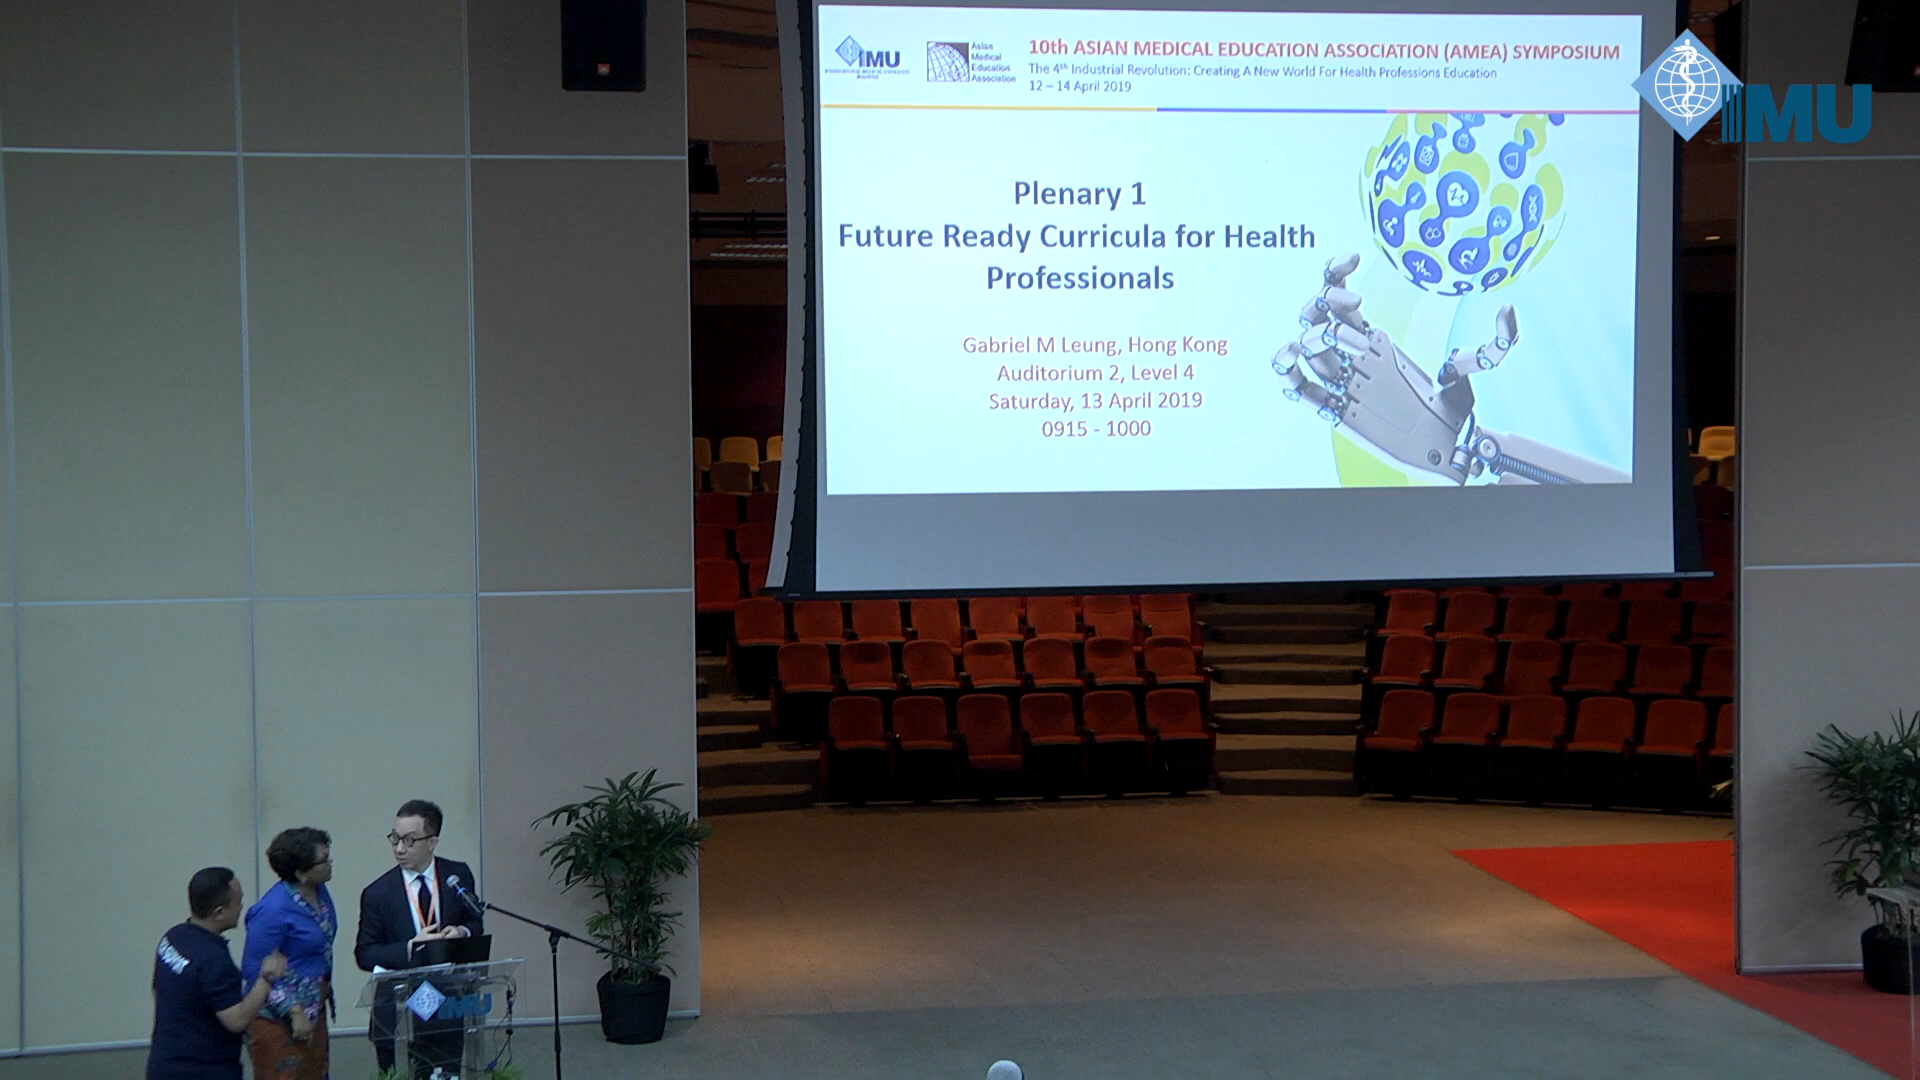 IMU
Asian
Medical
Education
Association
10th ASIAN MEDICAL EDUCATION ASSOCIATION (AMEA) SYMPOSIUM
The 4th Industrial Revolution: Creating A New World For Health Professions Education
12 – 14 April 2019
IMU
Plenary 1
Future Ready Curricula for Health
Professionals
Gabriel M Leung, Hong Kong
Auditorium 2, Level 4
Saturday, 13 April 2019
0915 - 1000
IMU